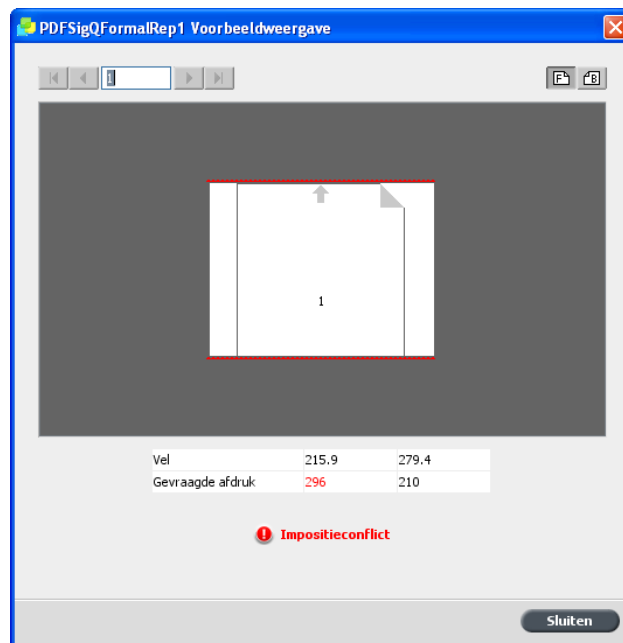 PDFSigQFormalRep1 Voorbeeldweergave
1
F B
1
Vel 215.9 279.4
Gevraagde afdruk 296 210
! Impositieconflict
Sluiten